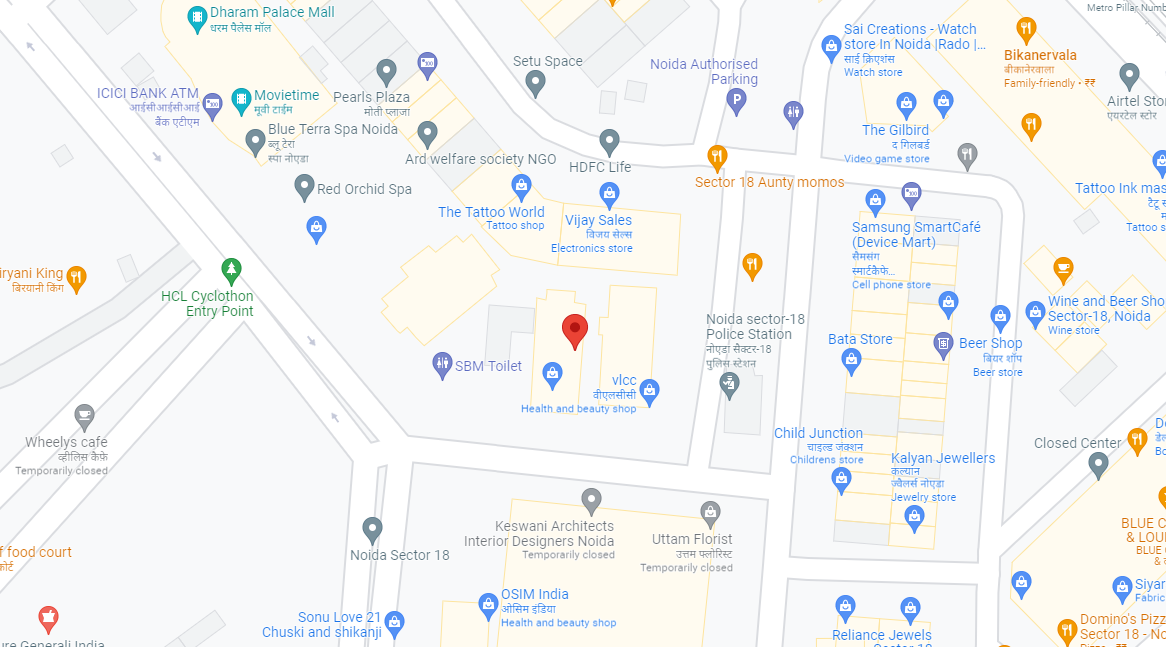 Dharam Palace Mall
धरम पैलेस मॉल
Metro Pillar Numb
Sai Creations - Watch
store In Noida |Rado |...
साई क्रिएशंस
Watch store
Bikanervala
बीकानेरवाला
Family-friendly • ₹₹
Setu Space
Noida Authorised
Parking
ICICI BANK ATM
आईसीआईसीआई
बैंक एटीएम
Movietime
मूवी टाईम
Pearls Plaza
मोती प्लाजा
Airtel Stor
एयरटेल स्टोर
Blue Terra Spa Noida
ब्लू टेरा
स्पा नोएडा
The Gilbird
द गिलबर्ड
Video game store
Ard welfare society NGO
HDFC Life
Red Orchid Spa
Sector 18 Aunty momos
Tattoo Ink mas
Tattoo s
The Tattoo World
Tattoo shop
Vijay Sales
विजय सेल्स
Electronics store
Samsung SmartCafé
(Device Mart)
सैमसंग
स्मार्टकैफे...
Cell phone store
iryani King
बिरयानी किंग
HCL Cyclothon
Entry Point
Wine and Beer Sho
Sector-18, Noida
Wine store
Noida sector-18
Police Station
नोएडा सैक्टर-18
पुलिस स्टेशन
Bata Store
Beer Shop
बियर शॉप
Beer store
SBM Toilet
vlcc
वीएलसीसी
Health and beauty shop
Wheelys cafe
व्हीलिस कैफ़े
Temporarily closed
Child Junction
चाइल्ड जंक्शन
Childrens store
Closed Center
Kalyan Jewellers
कल्याण
ज्वैलर्स नोएडा
Jewelry store
Keswani Architects
Interior Designers Noida
Temporarily closed
Uttam Florist
उत्तम फ्लोरिस्ट
Temporarily closed
Noida Sector 18
f food court
BLUE C
& LOU
BLUE C
OSIM India
ओसिम इंडिया
Health and beauty shop
Siyar
Fabric
Sonu Love 21
Chuski and shikanji
Reliance Jewels
Domino's Pizz
Sector 18 - No
ure Generali India